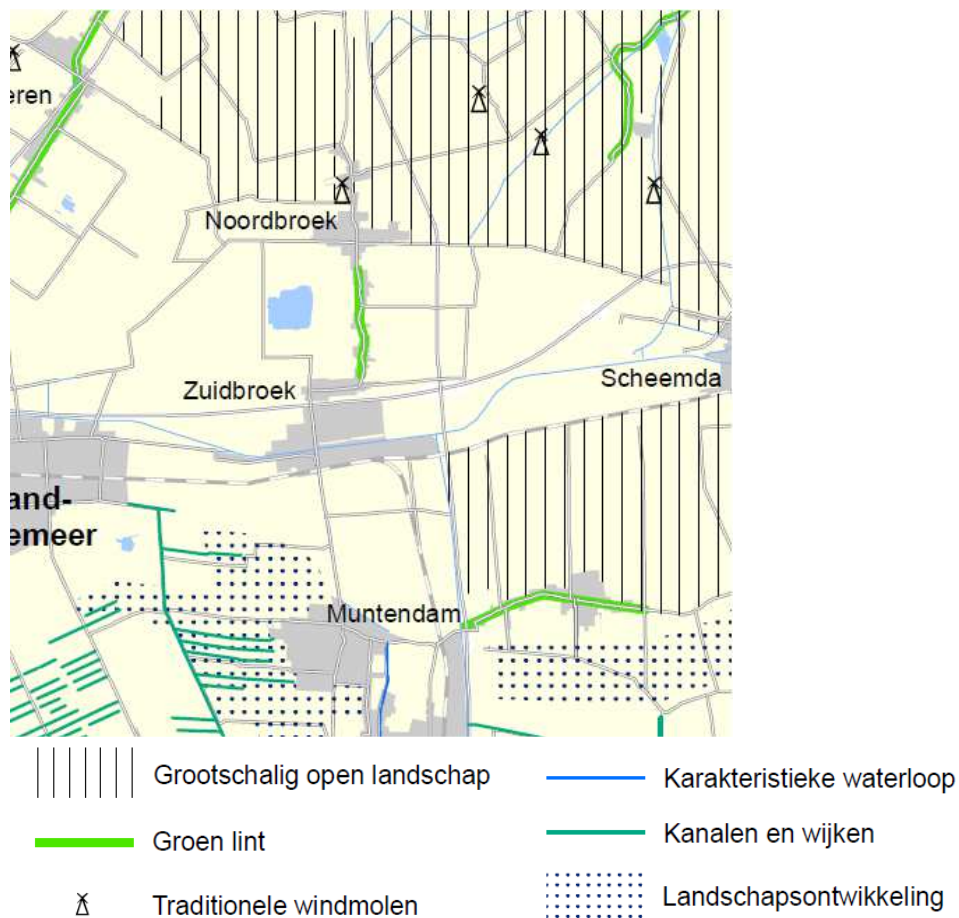 eren
Noordbroek
Zuidbroek
Scheemda
and-
emeer
Muntendam
Grootschalig open landschap
Karakteristieke waterloop
Groen lint
Kanalen en wijken
Traditionele windmolen
Landschapsontwikkeling